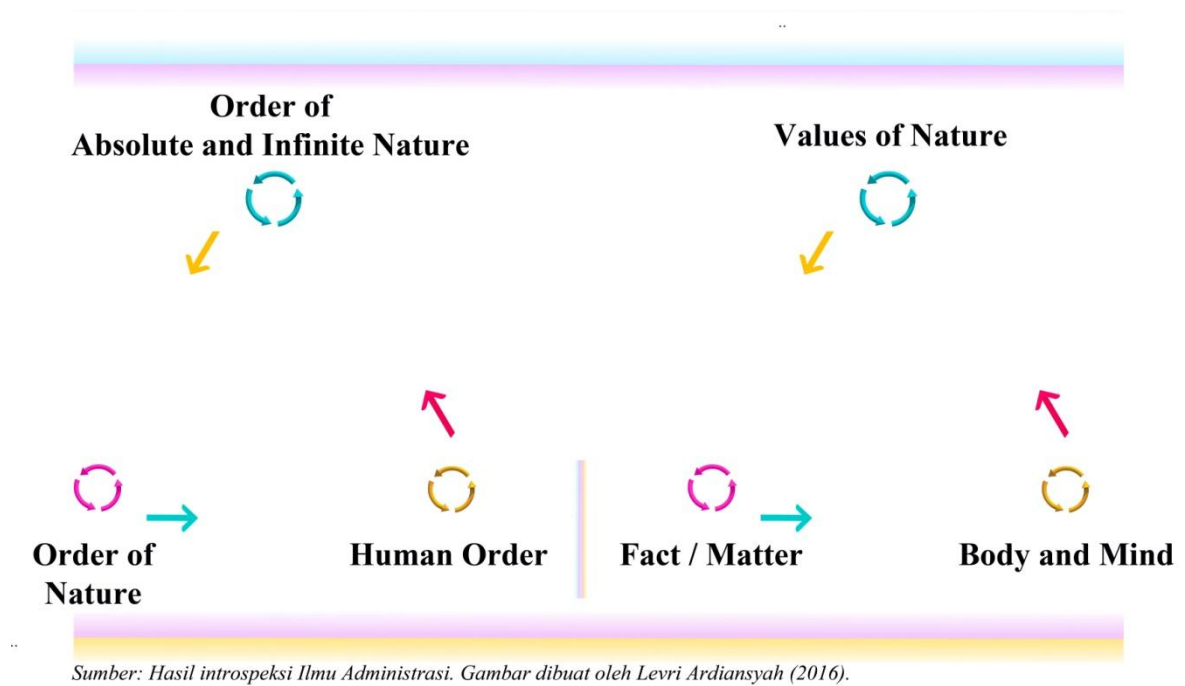 ..
Order of
Absolute and Infinite Nature
Values of Nature
Order of
Nature
Human Order
Fact / Matter
Body and Mind
..
Sumber: Hasil introspeksi Ilmu Administrasi. Gambar dibuat oleh Levri Ardiansyah (2016).